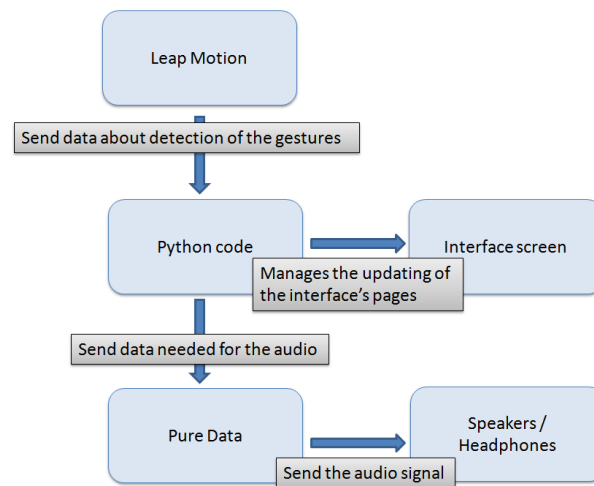 Leap Motion
Send data about detection of the gestures
Python code
Interface screen
Manages the updating of
the interface's pages
Send data needed for the audio
Pure Data
Speakers /
Headphones
Send the audio signal